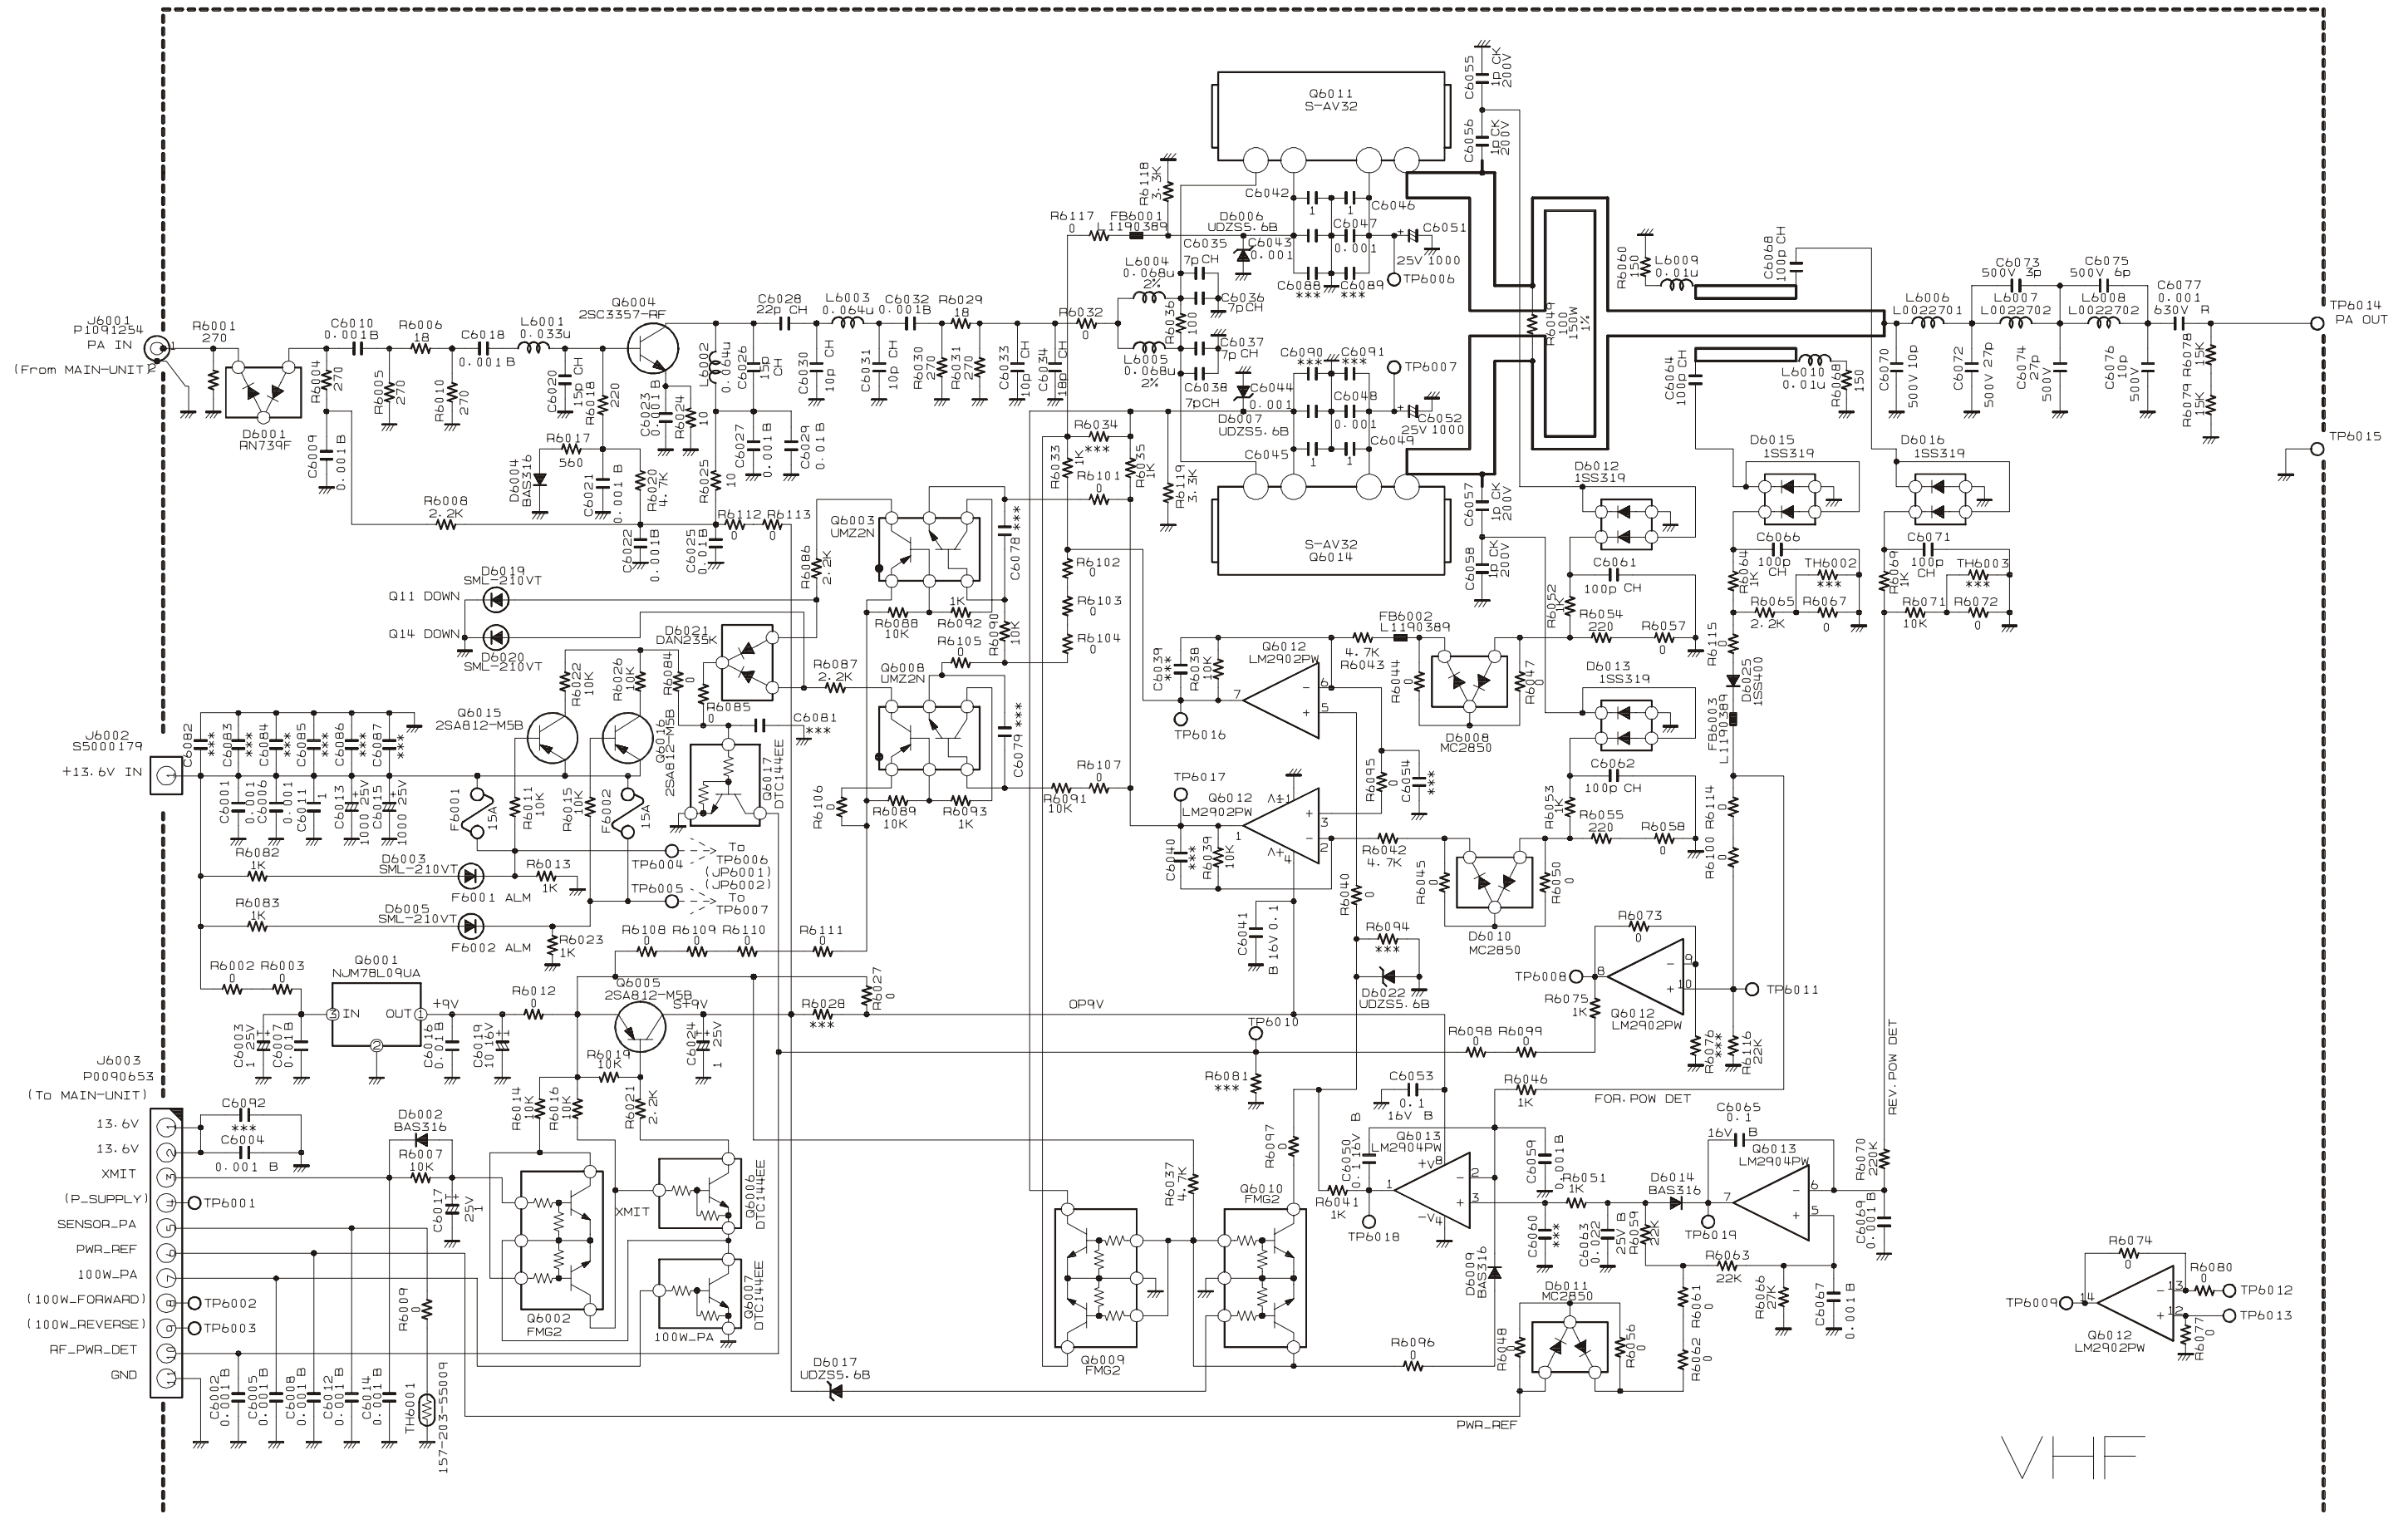 J6001
P1091254
PA IN
(From MAIN-UNIT)
R6001
270
D6001
RN739F
R6004
270
C6009
0.001B
C6010
0.001B
R6005
270
R6006
18
R6010
270
C6018
0.001B
L6001
0.033u
C6020
15p CH
R6018
220
Q6004
2SC3357-RF
R6017
560
D6004
BAS316
C6021
0.001 B
R6020
4.7K
C6023
0.001 B
R6024
10
L6002
0.064u
C6026
15p CH
C6027
0.001B
C6029
0.01 B
R6025
10
C6022
0.001B
C6025
0.01B
R6008
2.2K
R6112
0
R6113
0
C6028
22p CH
L6003
0.064u
C6030
10p CH
C6031
10p CH
C6032
0.001B
R6029
18
R6030
270
R6031
270
C6033
10p CH
C6034
18p CH
R6032
0
R6117
0
FB6001
L1190389
R6118
3.3K
L6004
0.068u
2%
L6005
0.068u
2%
R6036
100
C6035
7p CH
C6036
7pCH
C6037
7p CH
C6038
7pCH
D6006
UDZS5.6B
C6043
0.001
D6007
UDZS5.6B
C6044
0.001
Q6011
S-AV32
C6042
1
C6046
1
C6047
0.001
C6051
25V 1000
C6088
***
C6089
***
TP6006
C6090
***
C6091
***
TP6007
C6048
0.001
C6052
25V 1000
C6045
1
C6049
1
S-AV32
Q6014
C6055
1p CK
200V
C6056
1pCK
200V
C6057
1p CK
200V
C6058
1p CK
200V
R6049
100
150W
1%
R6060
150
L6009
0.01u
C6068
100p CH
C6064
100p CH
L6010
0.01u
R6068
150
L6006
L0022701
C6070
500V 10p
C6073
500V 3p
L6007
L0022702
C6072
500V 27p
C6075
500V 6p
L6008
L0022702
C6074
27p
500V
C6076
10p
500V
C6077
0.001
630V R
R6078
15K
R6079
15K
TP6014
PA OUT
TP6015
R6034
***
R6033
1K
R6035
1K
R6101
0
R6119
3.3K
R6102
0
R6103
0
R6104
0
Q6003
UMZ2N
C6078
***
R6086
2.2K
R6088
10K
R6092
1K
R6090
10K
R6105
0
Q6008
UMZ2N
R6087
2.2K
C6079
***
R6089
10K
R6093
1K
R6091
10K
R6107
0
R6106
0
D6019
SML-210VT
Q11 DOWN
Q14 DOWN
D6020
SML-210VT
D6021
DAN235K
R6084
0
R6085
0
C6081
***
Q6017
DTC144EE
R6022
10K
R6026
10K
Q6015
2SA812-M5B
Q6016
2SA812-M5B
J6002
S5000179
+13.6V IN
C6082
***
C6083
***
C6084
***
C6085
***
C6086
***
C6087
***
C6001
0.001
C6006
0.001
C6011
1
C6013
1000 25V
C6015
1000 25V
F6001
15A
R6011
10K
R6015
10K
F6002
15A
TP6004
To
TP6006
(JP6001)
(JP6002)
TP6005
To
TP6007
R6082
1K
D6003
SML-210VT
F6001 ALM
R6013
1K
R6083
1K
D6005
SML-210VT
F6002 ALM
R6023
1K
R6108
0
R6109
0
R6110
0
R6111
0
R6002
0
R6003
0
Q6001
NJM78L09UA
3 IN
OUT 1
2
+9V
C6003
1 25V
C6007
0.01B
C6016
0.01B
C6019
10 16V
R6012
0
Q6005
2SA812-M5B
S+9V
C6024
1 25V
R6028
***
R6027
0
OP9V
R6019
10K
R6014
10K
R6016
10K
R6021
2.2K
J6003
P0090653
(To MAIN-UNIT)
13.6V
13.6V
XMIT
(P_SUPPLY)
SENSOR_PA
PWR_REF
100W_PA
(100W_FORWARD)
(100W_REVERSE)
RF_PWR_DET
GND
C6092
***
C6004
0.001 B
D6002
BAS316
R6007
10K
C6017
25V
1
TP6001
TP6002
TP6003
R6009
0
C6002
0.001B
C6005
0.001B
C6008
0.001B
C6012
0.001B
C6014
0.001B
TH6001
157-203-55009
Q6002
FMG2
XMIT
Q6006
DTC144EE
Q6007
DTC144EE
100W_PA
D6017
UDZS5.6B
Q6009
FMG2
R6037
4.7K
Q6010
FMG2
R6097
0
R6096
0
TP6010
R6081
***
C6039
***
R6038
10K
Q6012
LM2902PW
TP6016
R6043
4.7K
FB6002
L1190389
R6044
0
D6008
MC2850
R6047
0
TP6017
C6040
***
R6039
10K
Q6012
LM2902PW
R6095
0
C6054
***
R6042
4.7K
R6045
0
D6010
MC2850
R6050
0
C6041
B 16V 0.1
R6040
0
R6094
***
D6022
UDZS5.6B
D6012
1SS319
C6061
100p CH
R6052
1K
R6054
220
R6057
0
D6013
1SS319
C6062
100p CH
R6053
1K
R6055
220
R6058
0
D6015
1SS319
C6066
100p CH
R6064
1K
TH6002
***
R6065
2.2K
R6067
0
R6115
0
D6025
1SS400
FB6003
L1190389
R6114
0
R6100
0
D6016
1SS319
C6071
100p CH
R6069
1K
TH6003
***
R6071
10K
R6072
0
R6073
0
TP6008
Q6012
LM2902PW
TP6011
R6075
1K
R6076
***
R6116
22K
R6098
0
R6099
0
R6046
1K
FOR.POW DET
REV.POW DET
C6053
0.1
16V B
C6050
0.1 16V B
Q6013
LM2904PW
R6041
1K
TP6018
C6059
0.001B
C6060
***
R6051
1K
C6063
0.022
25V B
R6059
22K
D6014
BAS316
TP6019
C6065
0.1
16V B
Q6013
LM2904PW
R6070
220K
C6069
0.001 B
R6063
22K
R6066
27K
C6067
0.001 B
R6061
0
R6062
0
D6009
BAS316
D6011
MC2850
R6048
0
R6056
0
PWR_REF
R6074
0
TP6009
Q6012
LM2902PW
R6080
0
TP6012
TP6013
R6077
0
VHF